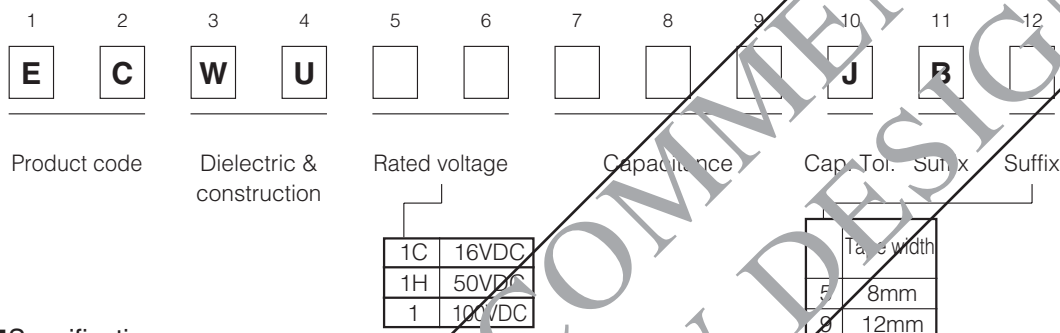 1 2 3 4 5 6 7 8 9 10 11 12
E C W U J B
Product code Dielectric & Rated voltage Capacitance Cap. Tol. Suffix Suffix
construction
1C 16VDC
1H 50VDC
1 100VDC
Tape width
5 8mm
9 12mm